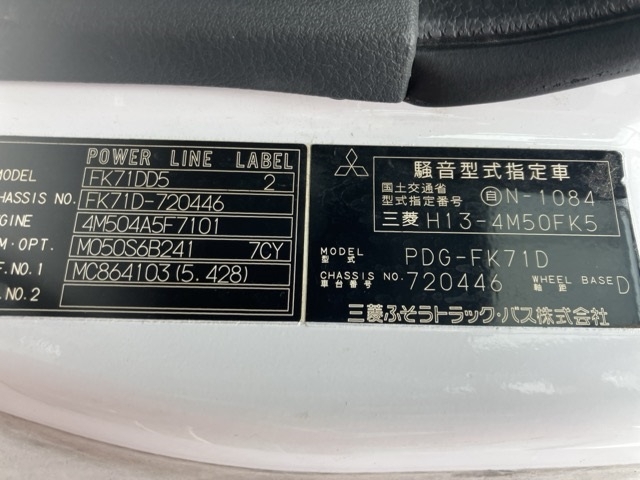 POWER LINE LABEL
MODEL FK71DD5 2
CHASSIS NO. FK71D-720446
ENGINE 4M504A5F7101
M·OPT. M050S6B241 7CY
F.NO.1 MC864103(5.428)
F.NO.2
騒音型式指定車
国土交通省
型式指定番号 自N-1084
三菱 H13-4M50FK5
MODEL
型式 PDG-FK71D
CHASSIS NO.
車台番号 720446
WHEEL BASE
軸距 D
三菱ふそうトラック・バス株式会社